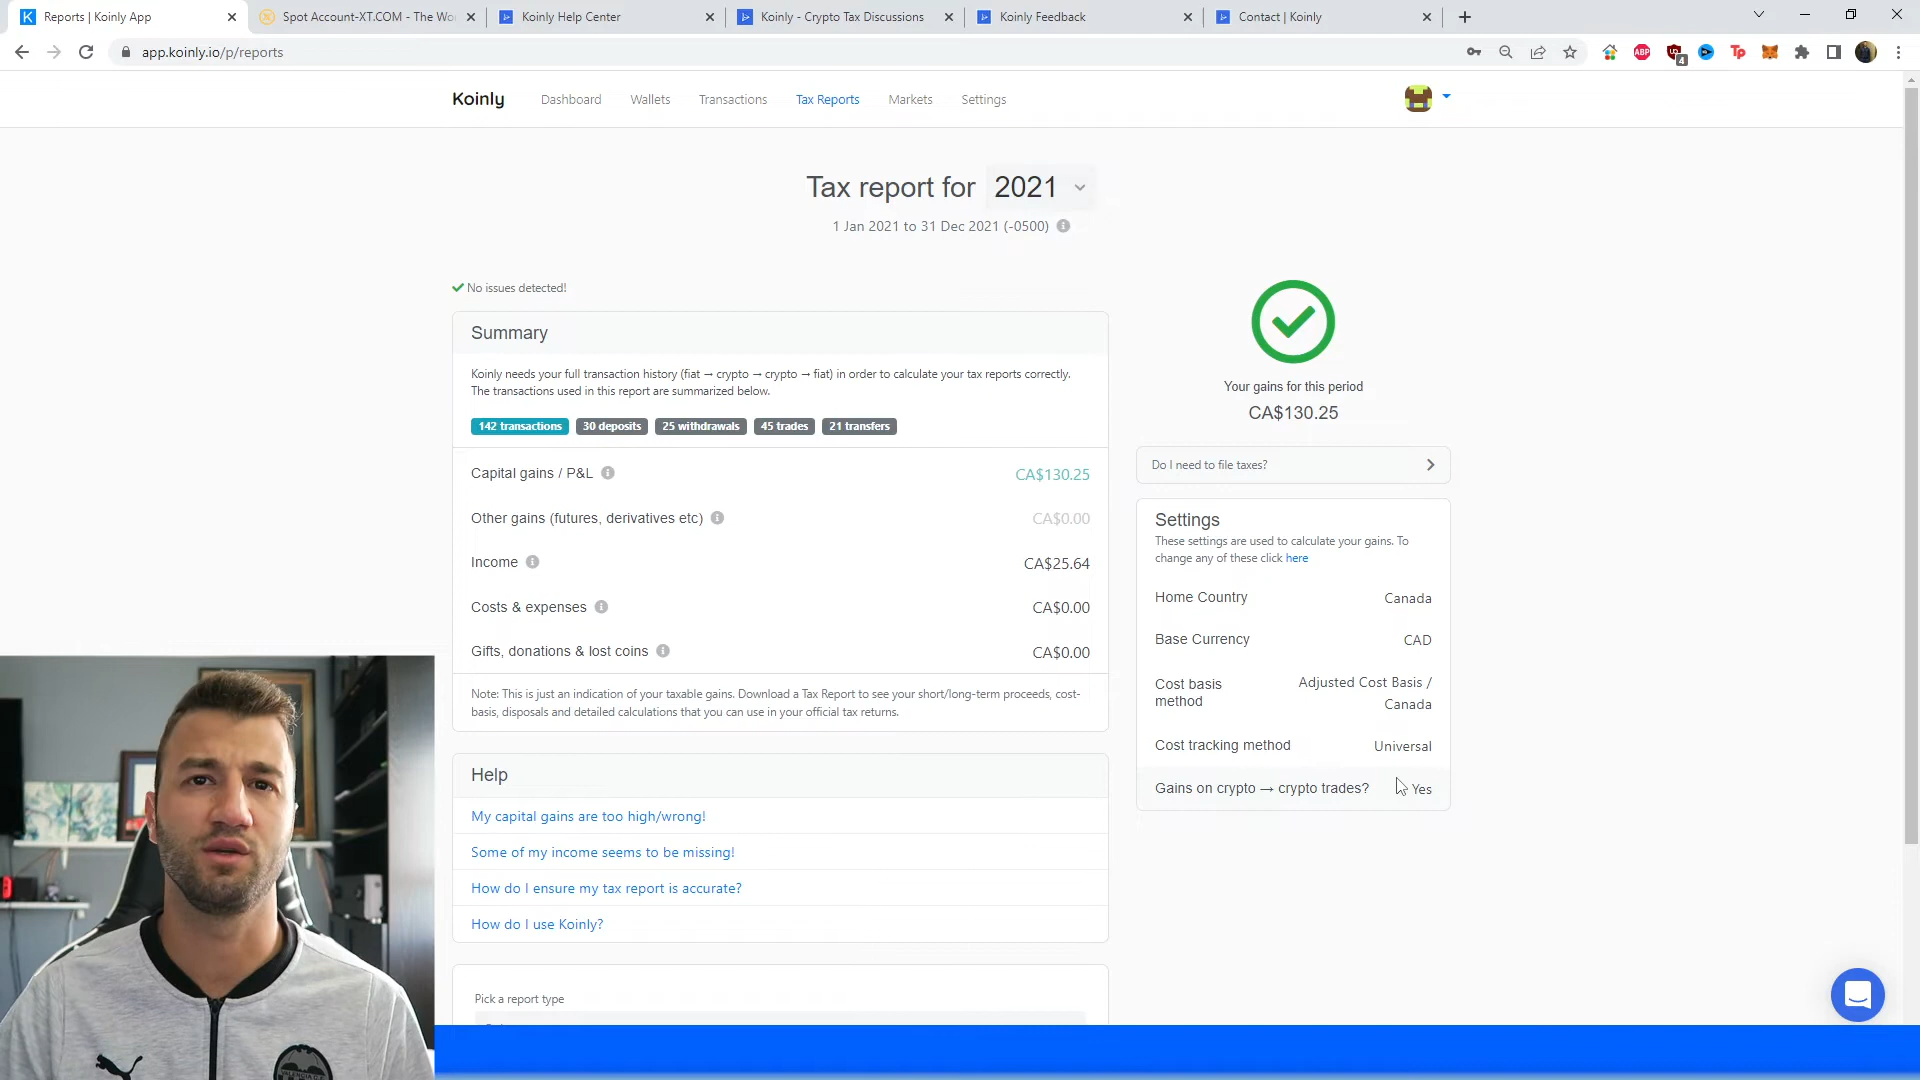 Reports | Koinly App
Spot Account-XT.COM - The Wo
Koinly Help Center
Koinly - Crypto Tax Discussions
Koinly Feedback
Contact | Koinly
app.koinly.io/p/reports
ABP
4
Tp
Koinly
Dashboard
Wallets
Transactions
Tax Reports
Markets
Settings
Tax report for 2021
1 Jan 2021 to 31 Dec 2021 (-0500)
No issues detected!
Summary
Koinly needs your full transaction history (fiat → crypto → crypto → fiat) in order to calculate your tax reports correctly.
The transactions used in this report are summarized below.
142 transactions 30 deposits 25 withdrawals 45 trades 21 transfers
Capital gains / P&L CA$130.25
Other gains (futures, derivatives etc) CA$0.00
Income CA$25.64
Costs & expenses CA$0.00
Gifts, donations & lost coins CA$0.00
Note: This is just an indication of your taxable gains. Download a Tax Report to see your short/long-term proceeds, cost-
basis, disposals and detailed calculations that you can use in your official tax returns.
Help
My capital gains are too high/wrong!
Some of my income seems to be missing!
How do I ensure my tax report is accurate?
How do I use Koinly?
Pick a report type
Your gains for this period
CA$130.25
Do I need to file taxes?
Settings
These settings are used to calculate your gains. To
change any of these click here
Home Country Canada
Base Currency CAD
Cost basis
method
Adjusted Cost Basis /
Canada
Cost tracking method Universal
Gains on crypto → crypto trades? Yes